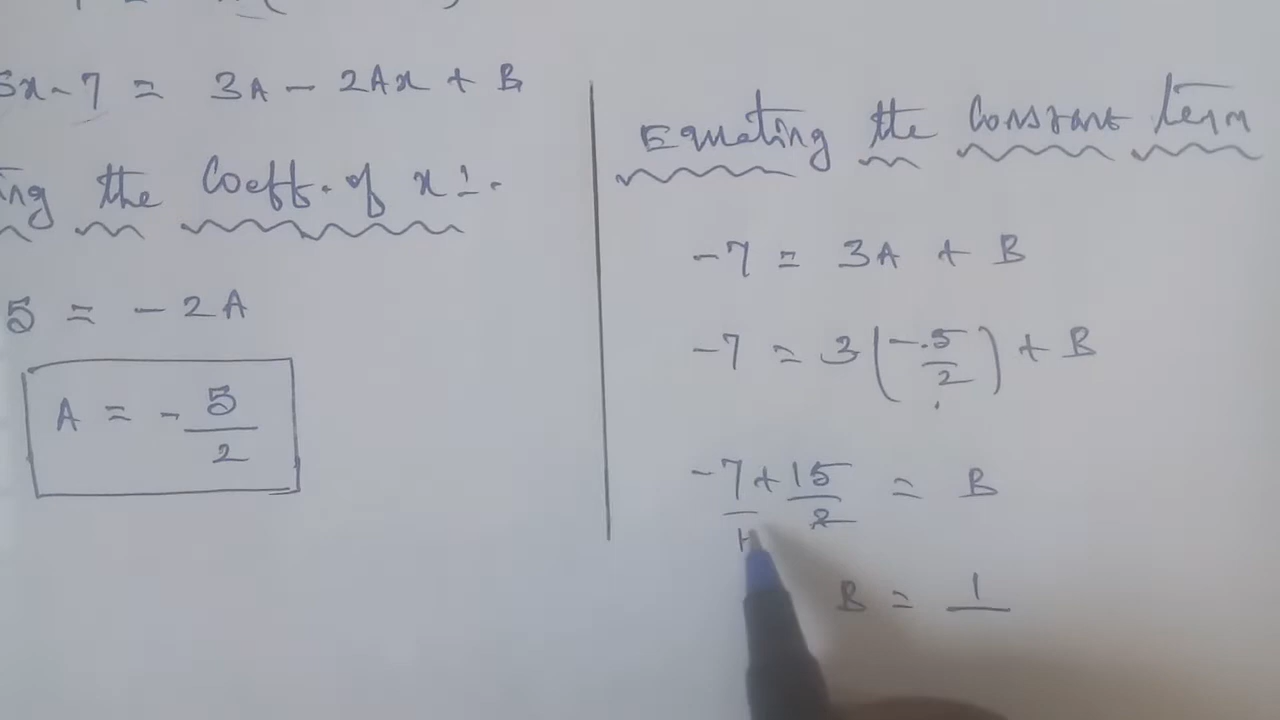 5x - 7 = 3A - 2Ax + B
ing the Coeff. of x :-
5 = - 2A
A = - 5/2
Equating the Constant term
-7 = 3A + B
-7 = 3 (-5/2) + B
-7/1 + 15/2 = B
B = 1